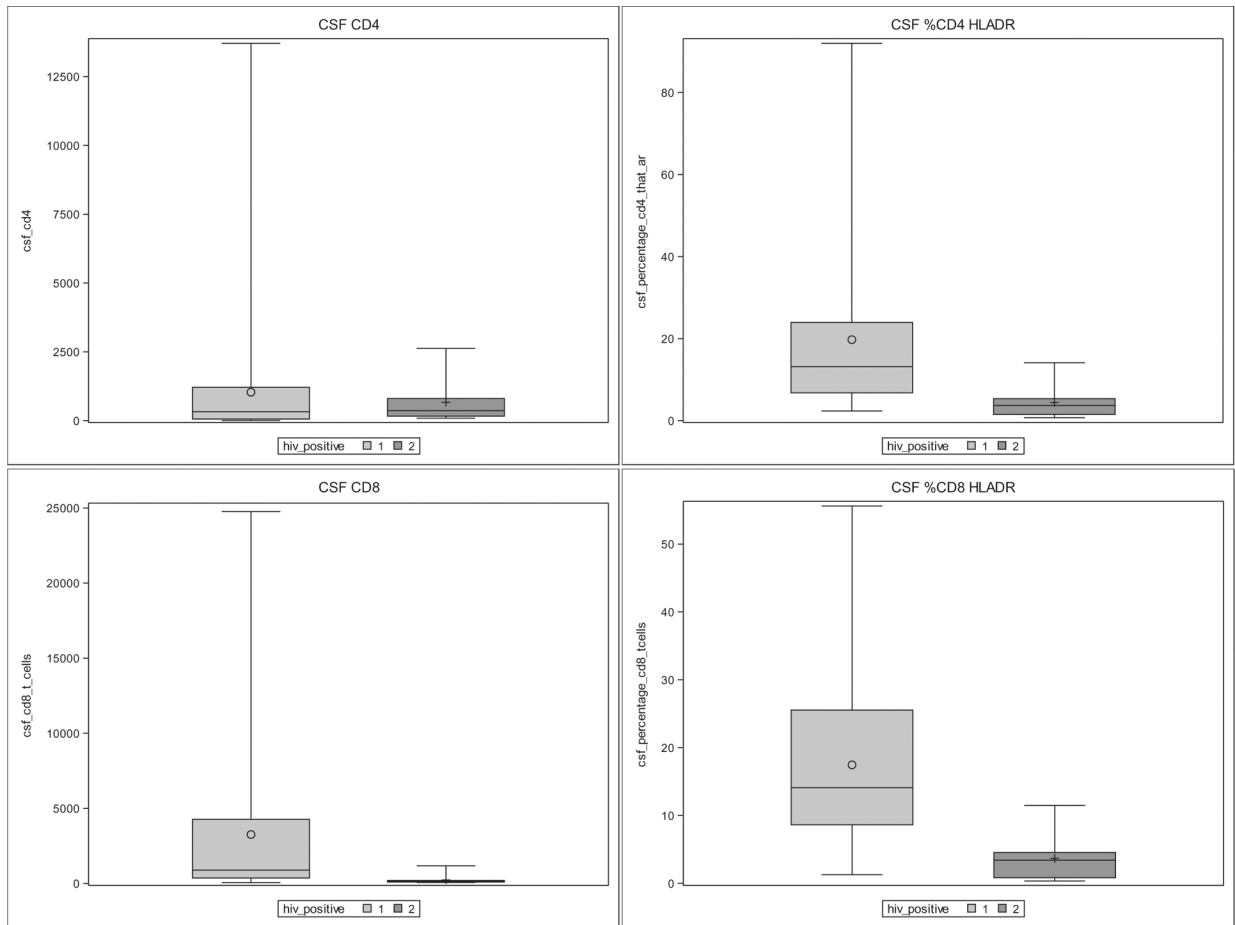 CSF CD4
12500
10000
7500
5000
2500
0
csf_cd4
hiv_positive 1 2
CSF %CD4 HLADR
80
60
40
20
0
csf_percentage_cd4_that_ar
hiv_positive 1 2
CSF CD8
25000
20000
15000
10000
5000
0
csf_cd8_t_cells
hiv_positive 1 2
CSF %CD8 HLADR
50
40
30
20
10
0
csf_percentage_cd8_tcells
hiv_positive 1 2